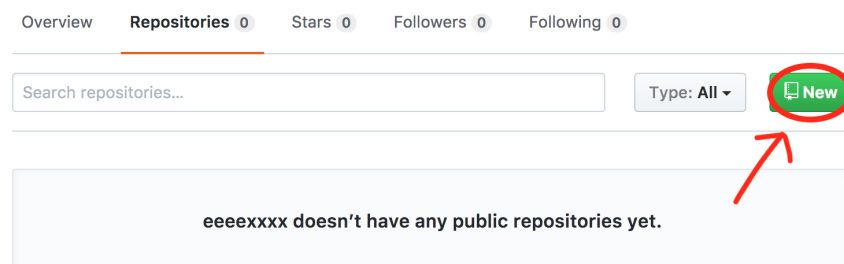 Overview Repositories 0 Stars 0 Followers 0 Following 0
Search repositories... Type: All New
eeeexxxx doesn’t have any public repositories yet.